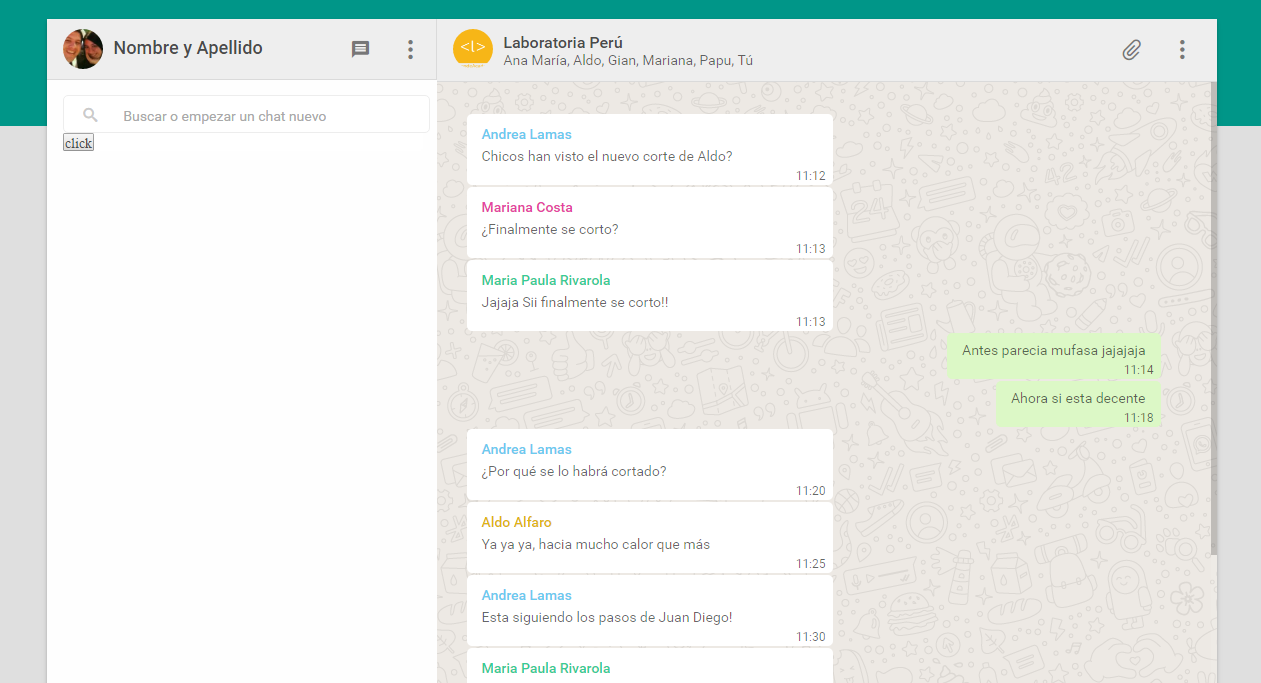 Nombre y Apellido
Buscar o empezar un chat nuevo
click
<l>
Laboratoria Perú
Ana María, Aldo, Gian, Mariana, Papu, Tú
Andrea Lamas
Chicos han visto el nuevo corte de Aldo?
11:12
Mariana Costa
¿Finalmente se corto?
11:13
Maria Paula Rivarola
Jajaja Sii finalmente se corto!!
11:13
Antes parecia mufasa jajajaja
11:14
Ahora si esta decente
11:18
Andrea Lamas
¿Por qué se lo habrá cortado?
11:20
Aldo Alfaro
Ya ya ya, hacia mucho calor que más
11:25
Andrea Lamas
Esta siguiendo los pasos de Juan Diego!
11:30
Maria Paula Rivarola
24
42